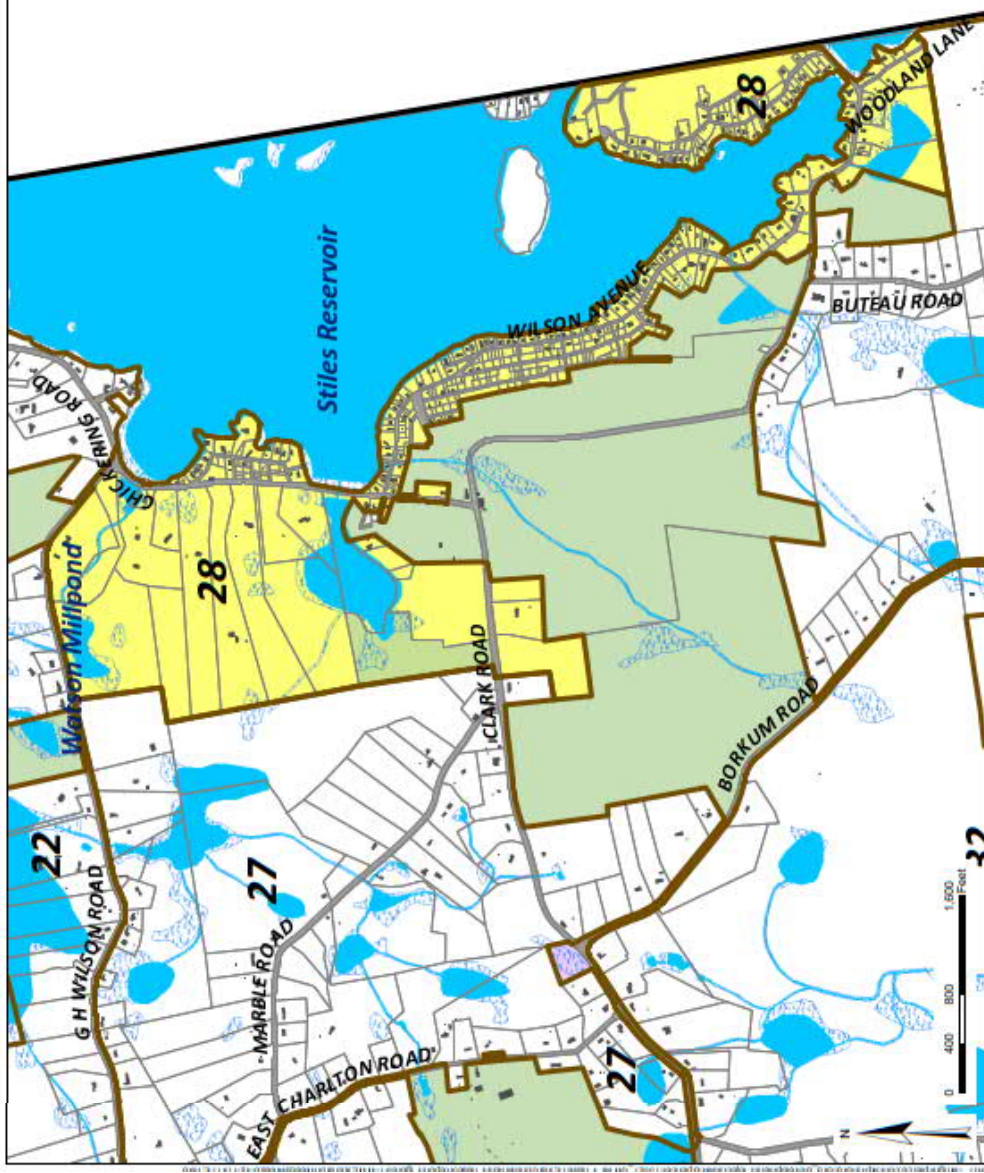 CHICKERING ROAD
Watson Millpond
28
28
WOODLAND LANE
Stiles Reservoir
WILSON AVENUE
BUTEAU ROAD
CLARK ROAD
22
G H WILSON ROAD
27
MARBLE ROAD
BORKUM ROAD
EAST CHARLTON ROAD
27
32
0 400 800 1,600
Feet
N